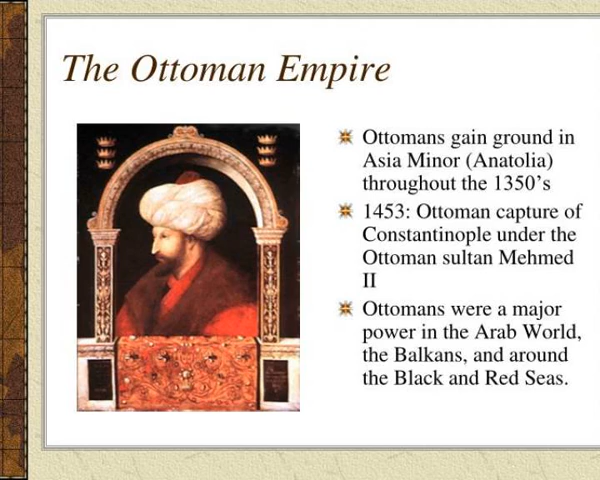 The Ottoman Empire
Ottomans gain ground in
Asia Minor (Anatolia)
throughout the 1350's
1453: Ottoman capture of
Constantinople under the
Ottoman sultan Mehmed
II
Ottomans were a major
power in the Arab World,
the Balkans, and around
the Black and Red Seas.